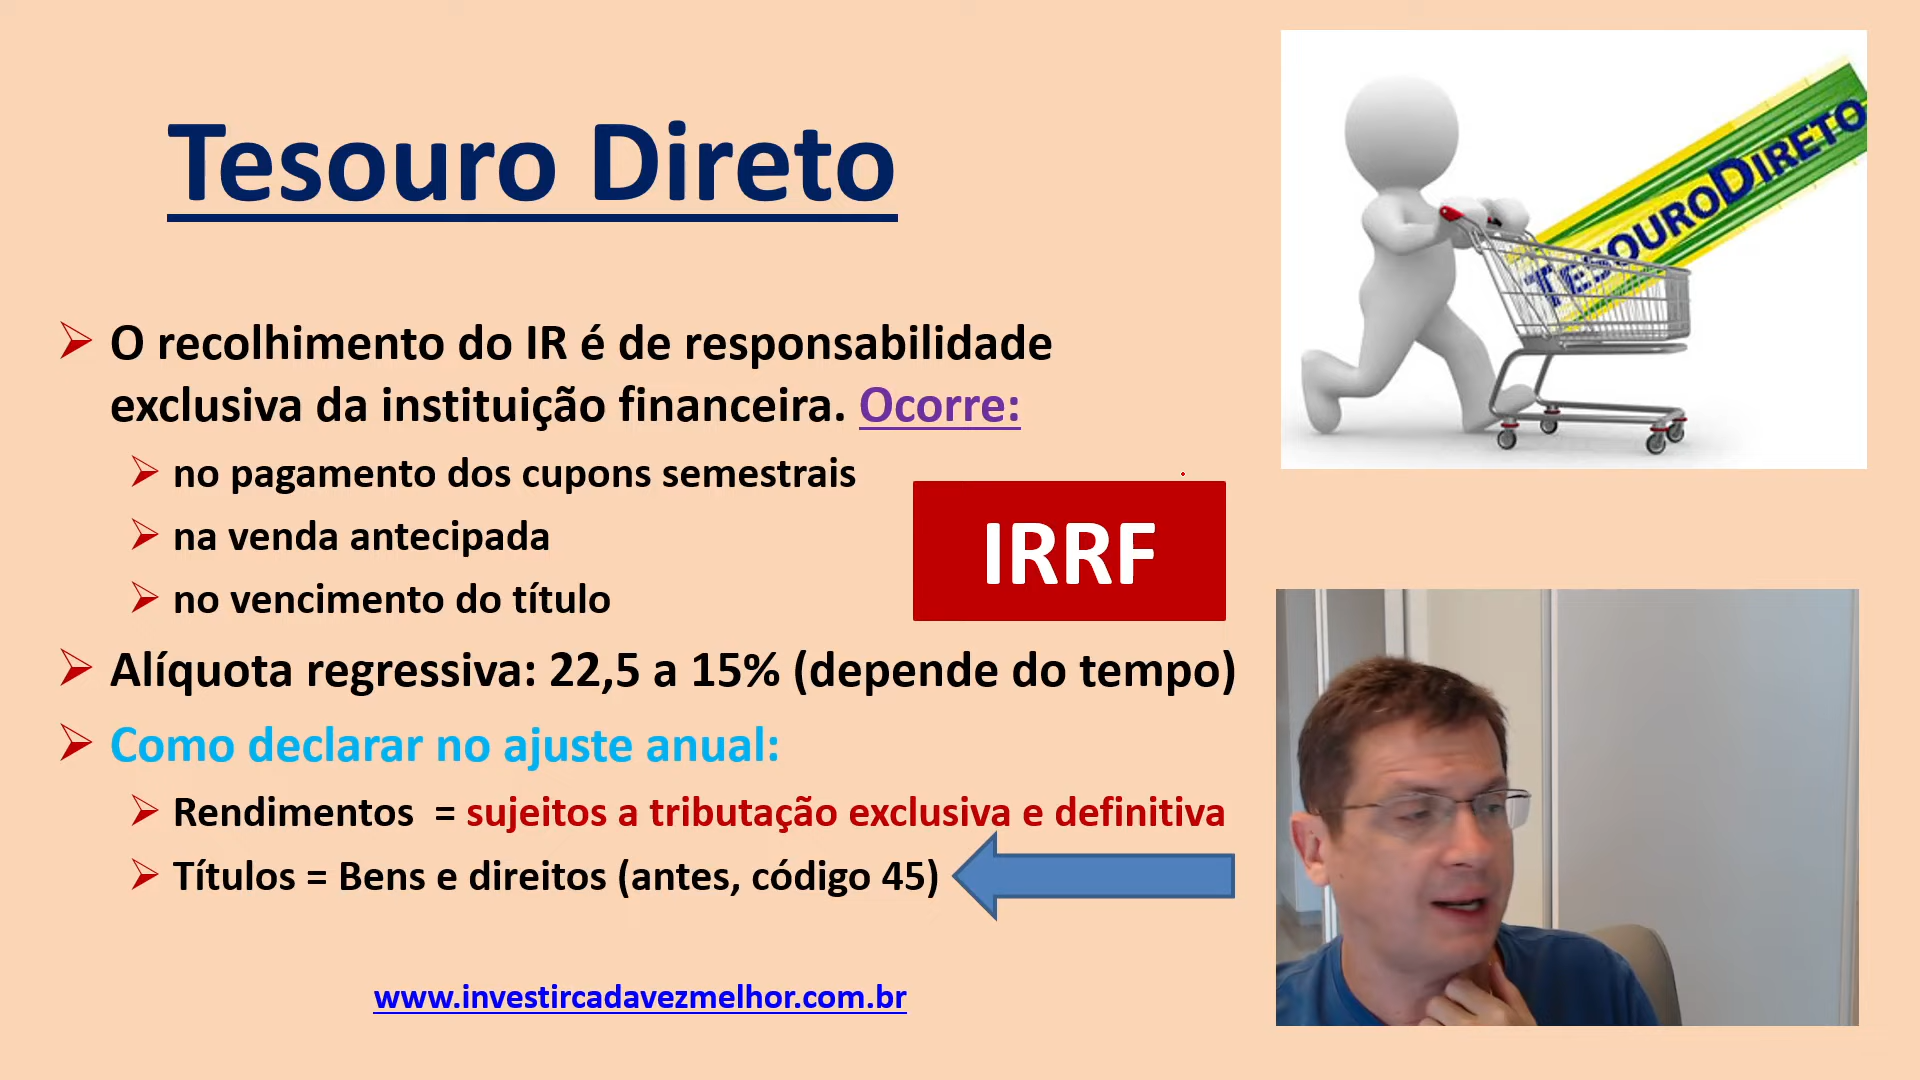 Tesouro Direto
TESOURODIRETO
O recolhimento do IR é de responsabilidade
exclusiva da instituição financeira. Ocorre:
no pagamento dos cupons semestrais
na venda antecipada
no vencimento do título
IRRF
Alíquota regressiva: 22,5 a 15% (depende do tempo)
Como declarar no ajuste anual:
Rendimentos = sujeitos a tributação exclusiva e definitiva
Títulos = Bens e direitos (antes, código 45)
www.investircadavezmelhor.com.br